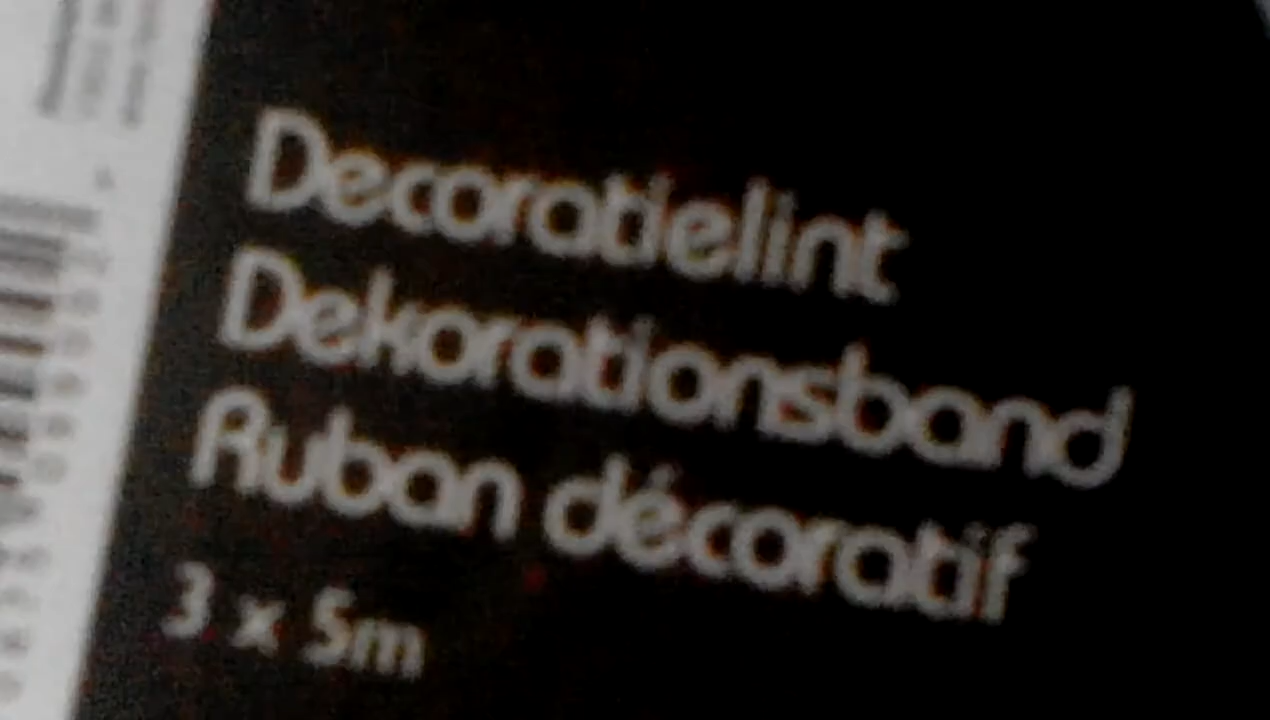 Decoratielint
Dekorationsband
Ruban décoratif
3 x 5m